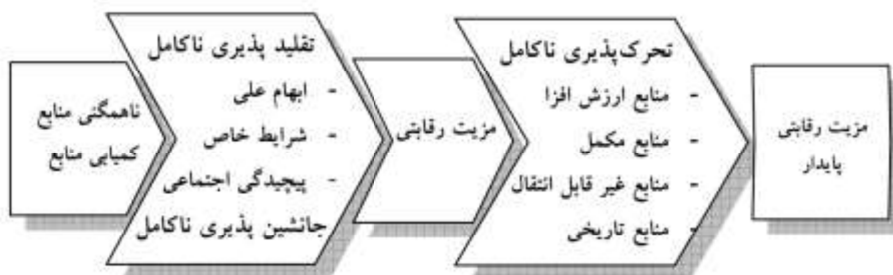 ناهمگنی منابع
کمیابی منابع
تقلید پذیری ناکامل
- ابهام علی
- شرایط خاص
- پیچیدگی اجتماعی
جانشین پذیری ناکامل
مزیت رقابتی
تحرک‌پذیری ناکامل
- منابع ارزش افزا
- منابع مکمل
- منابع غیر قابل انتقال
- منابع تاریخی
مزیت رقابتی
پایدار